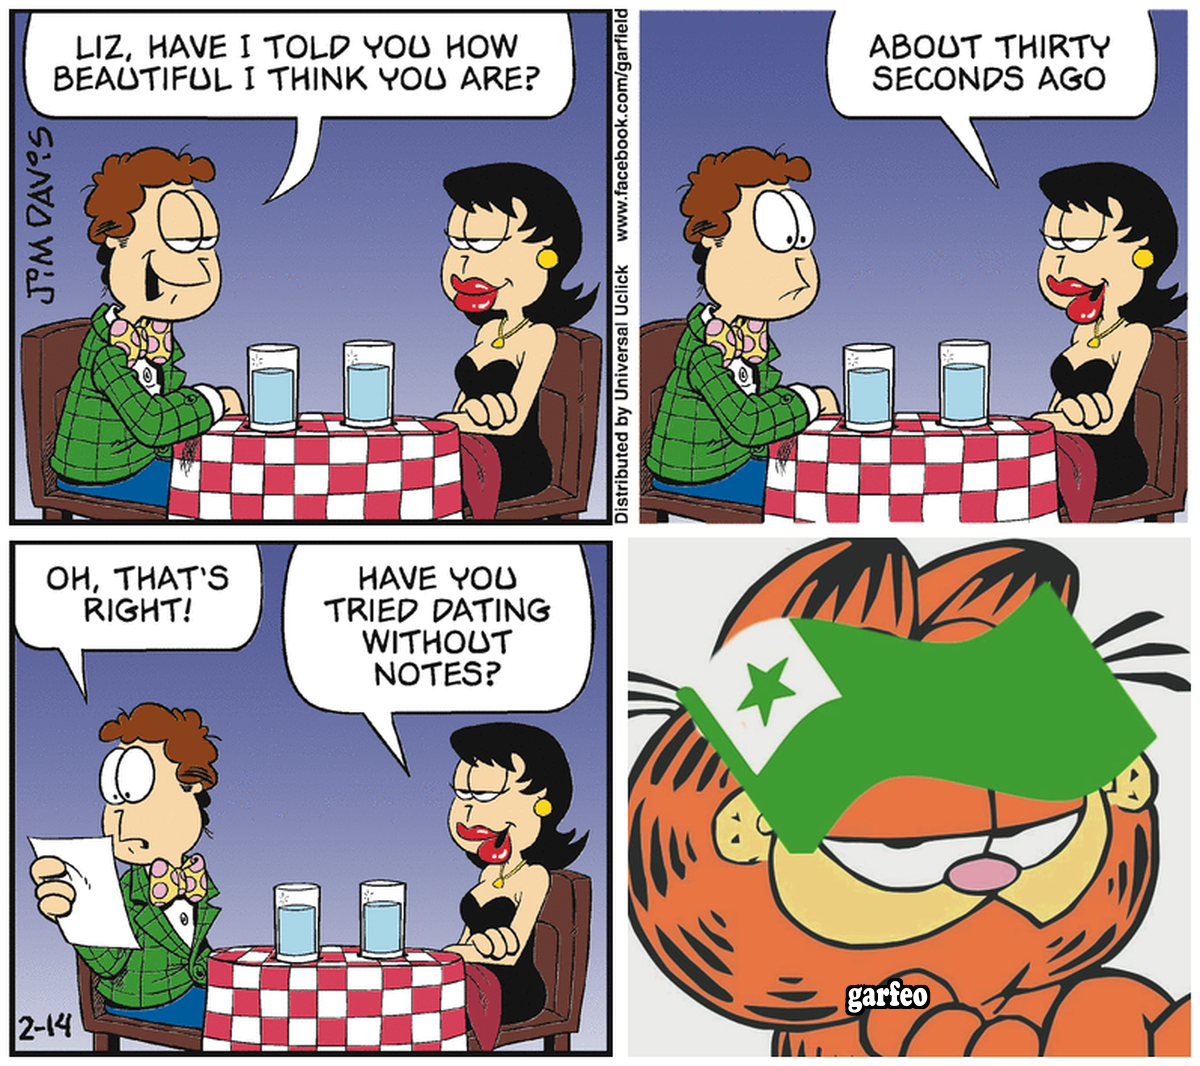 LIZ, HAVE I TOLD YOU HOW
BEAUTIFUL I THINK YOU ARE?
JIM DAVIS
Distributed by Universal Uclick www.facebook.com/garfield
ABOUT THIRTY
SECONDS AGO
OH, THAT'S
RIGHT!
HAVE YOU
TRIED DATING
WITHOUT
NOTES?
2-14
garfeo